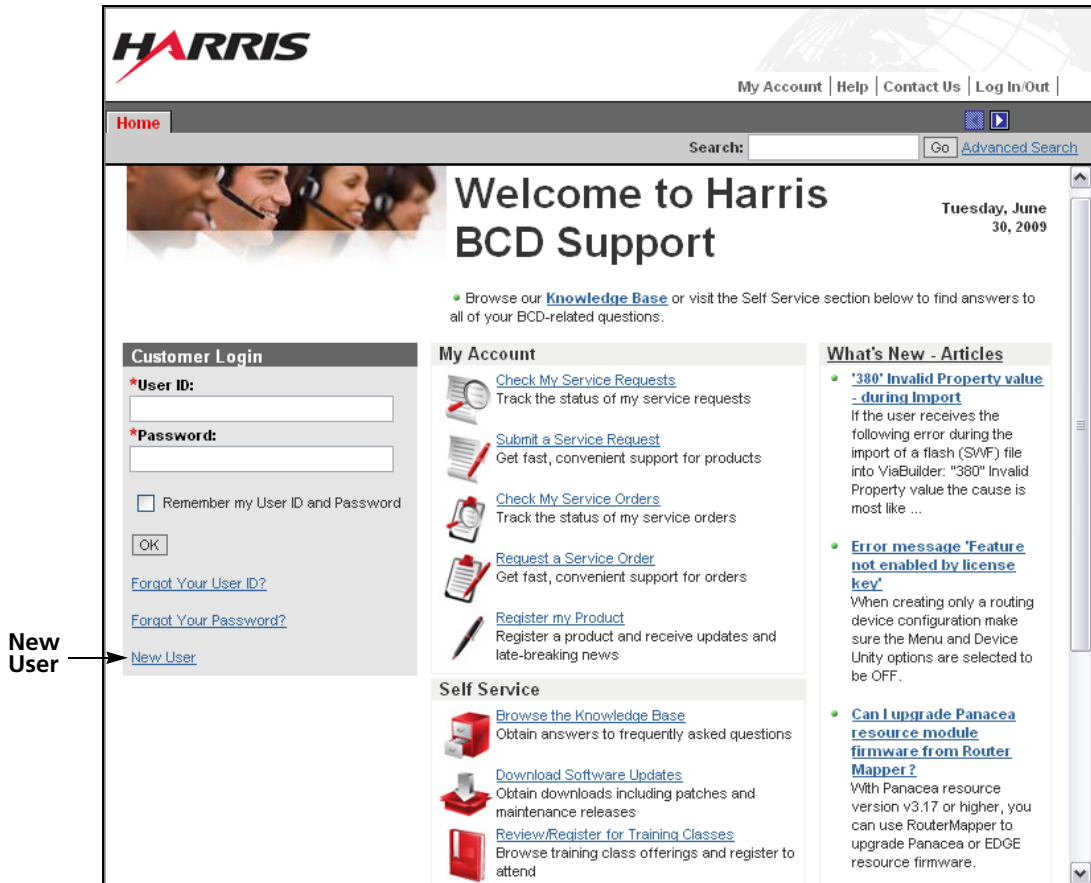 HARRIS
My Account | Help | Contact Us | Log In/Out |
Home
Search:
Go
Advanced Search
Welcome to Harris
BCD Support
Tuesday, June
30, 2009
• Browse our Knowledge Base or visit the Self Service section below to find answers to
all of your BCD-related questions.
Customer Login
*User ID:
*Password:
Remember my User ID and Password
OK
Forgot Your User ID?
Forgot Your Password?
New User
New
User
My Account
Check My Service Requests
Track the status of my service requests
Submit a Service Request
Get fast, convenient support for products
Check My Service Orders
Track the status of my service orders
Request a Service Order
Get fast, convenient support for orders
Register my Product
Register a product and receive updates and
late-breaking news
Self Service
Browse the Knowledge Base
Obtain answers to frequently asked questions
Download Software Updates
Obtain downloads including patches and
maintenance releases
Review/Register for Training Classes
Browse training class offerings and register to
attend
What's New - Articles
• '380' Invalid Property value
- during Import
If the user receives the
following error during the
import of a flash (SWF) file
into ViaBuilder: "380" Invalid
Property value the cause is
most like ...
• Error message 'Feature
not enabled by license
key'
When creating only a routing
device configuration make
sure the Menu and Device
Unity options are selected to
be OFF.
• Can I upgrade Panacea
resource module
firmware from Router
Mapper?
With Panacea resource
version v3.17 or higher, you
can use RouterMapper to
upgrade Panacea or EDGE
resource firmware.